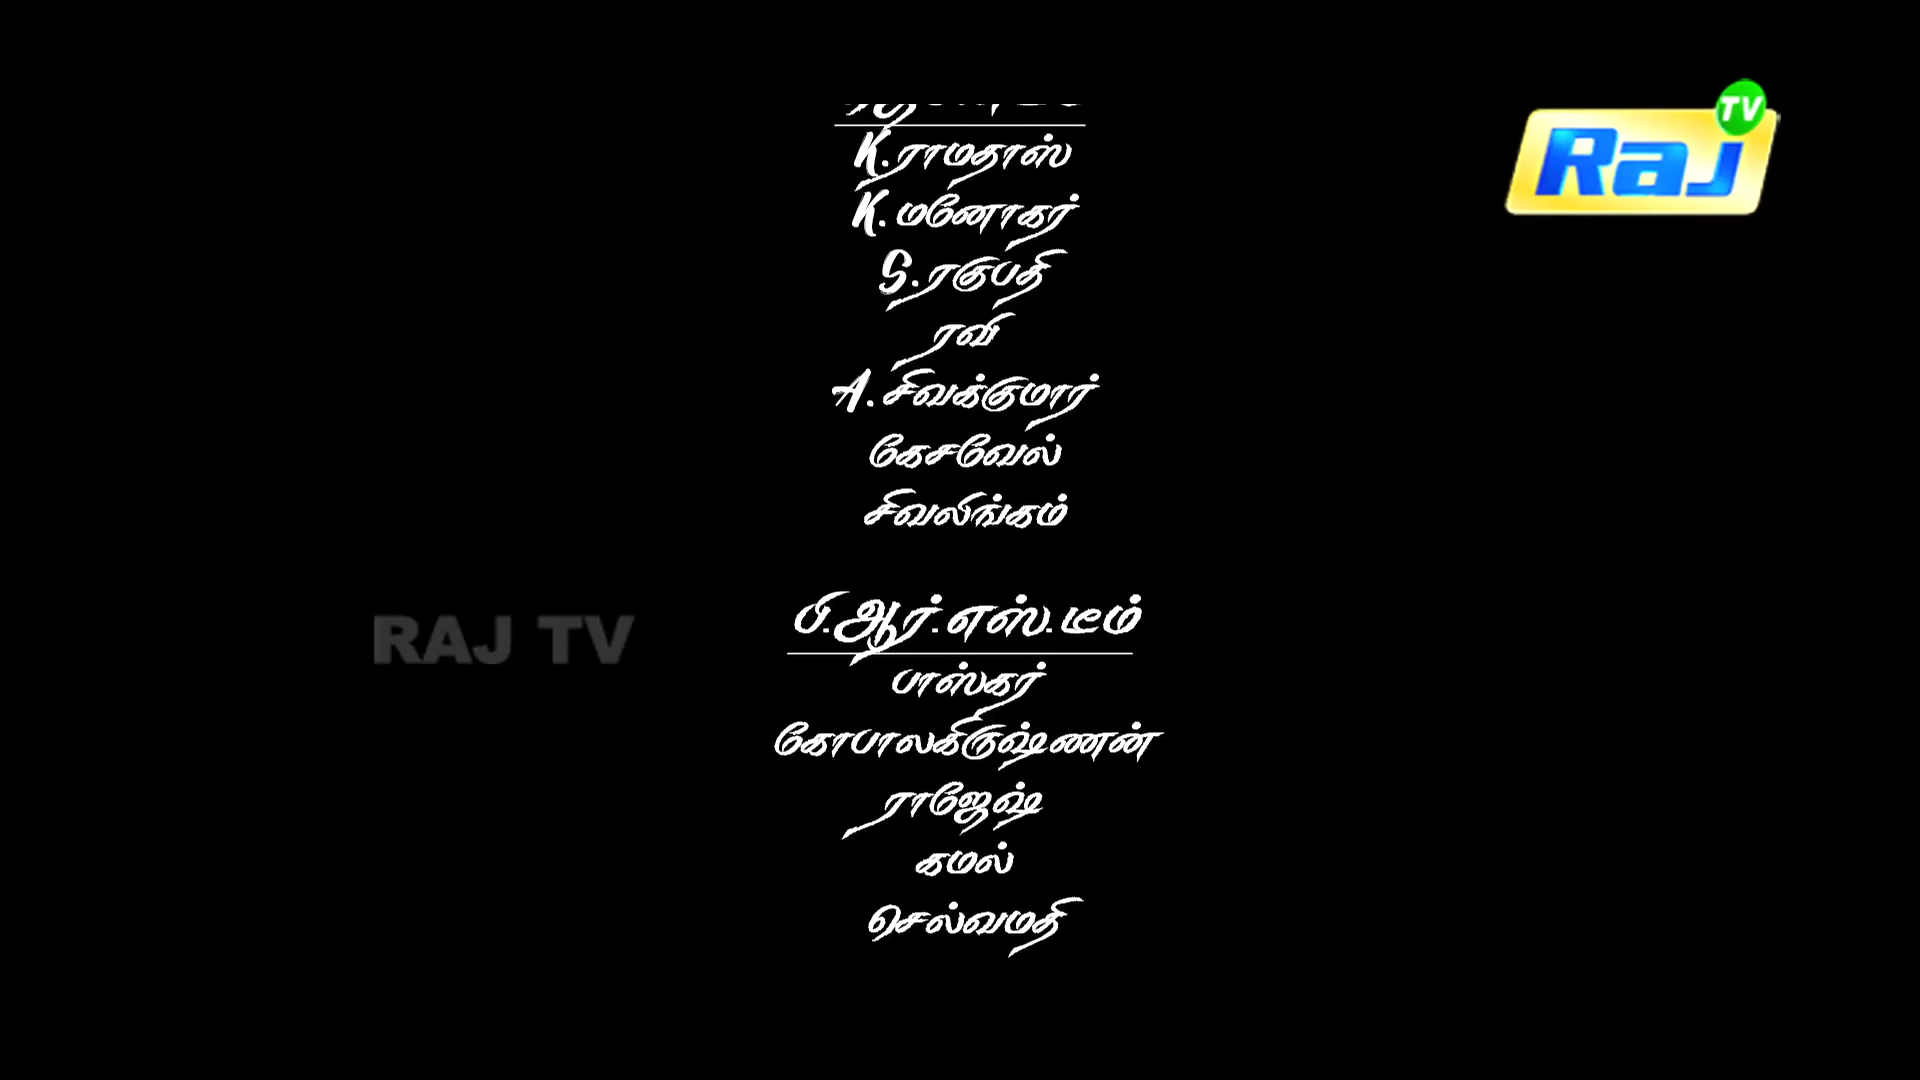 TV
Raj
K.ராமதாஸ்
K.மனோகர்
S.ரகுபதி
ரவி
A.சிவக்குமார்
கேசவேல்
சிவலிங்கம்
RAJ TV
பி.ஆர்.எஸ்.டீம்
பாஸ்கர்
கோபாலகிருஷ்ணன்
ராஜேஷ்
கமல்
செல்வமதி